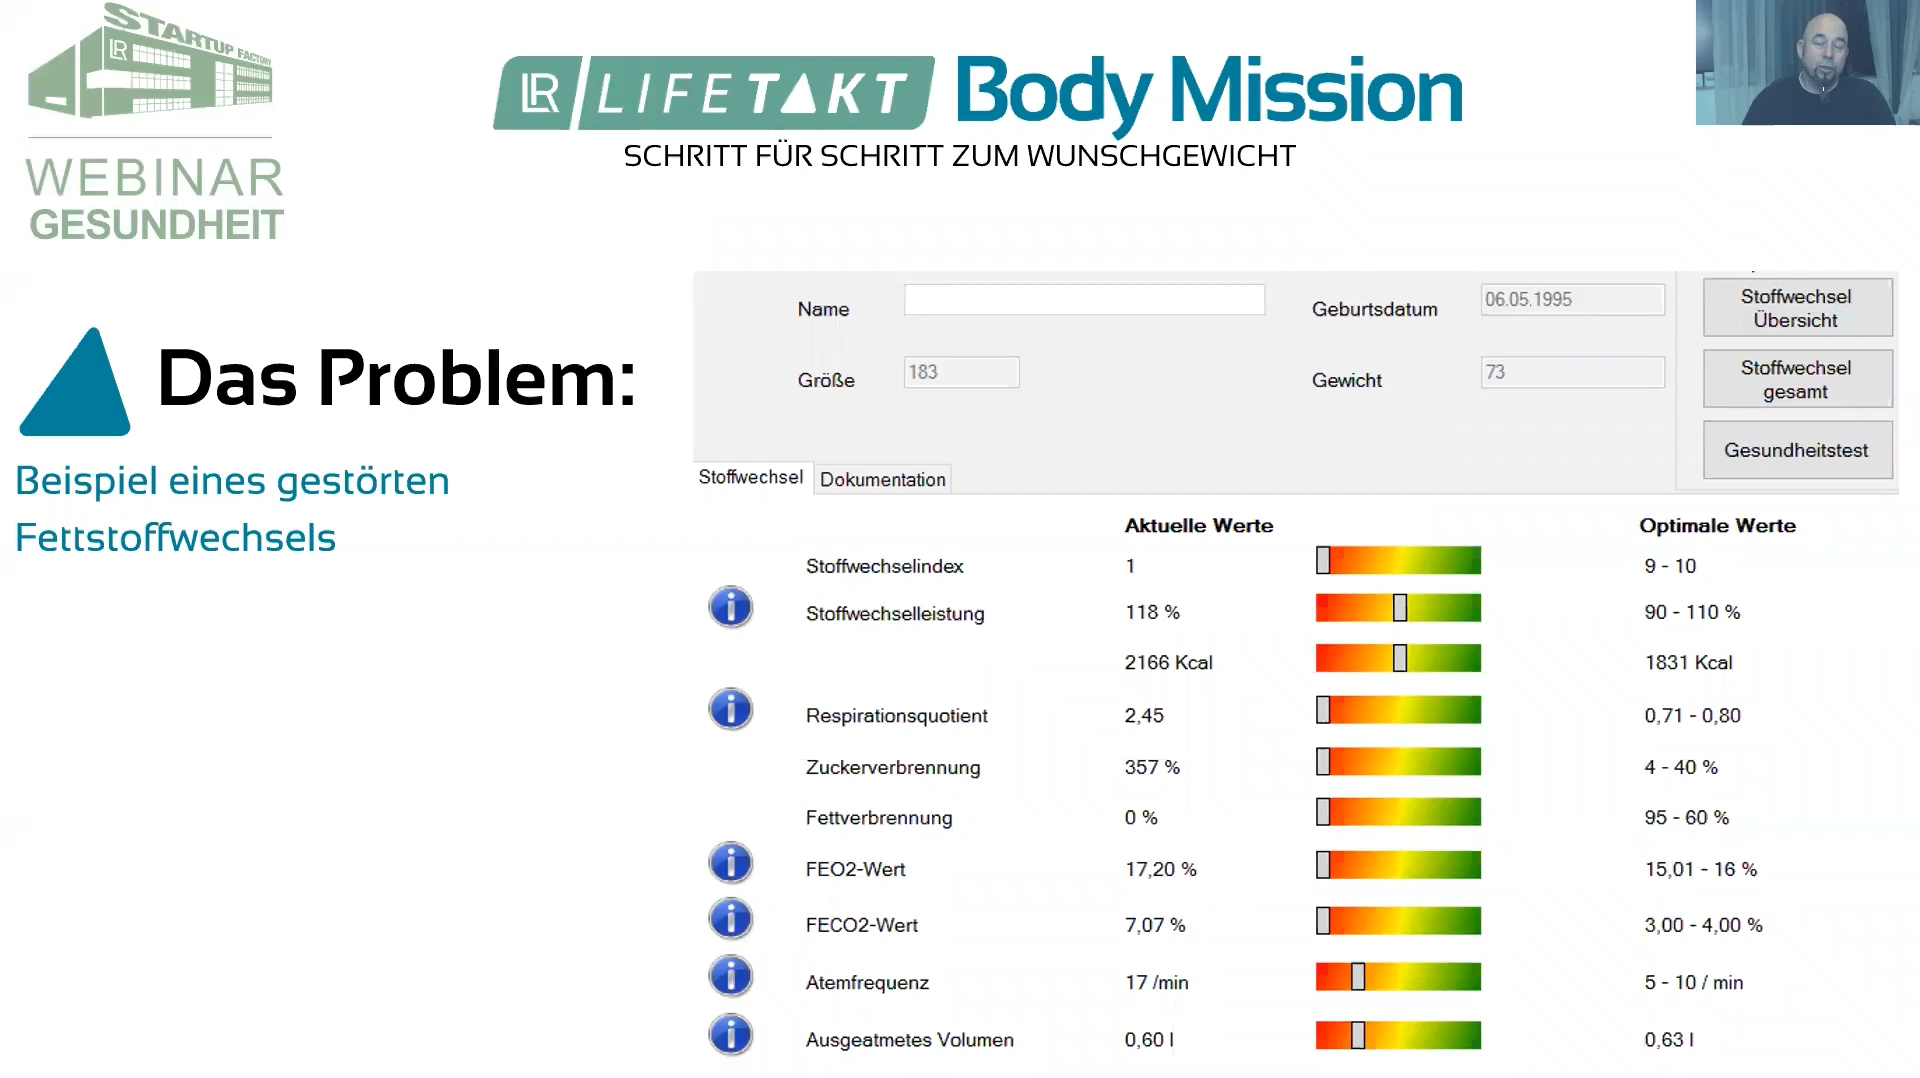 STARTUP FACTORY
LR
WEBINAR
GESUNDHEIT
LR LIFETAKT Body Mission
SCHRITT FÜR SCHRITT ZUM WUNSCHGEWICHT
Das Problem:
Beispiel eines gestörten
Fettstoffwechsels
Name
Geburtsdatum 06.05.1995
Größe 183
Gewicht 73
Stoffwechsel
Übersicht
Stoffwechsel
gesamt
Gesundheitstest
Stoffwechsel Dokumentation
Aktuelle Werte Optimale Werte
Stoffwechselindex 1 9 - 10
i Stoffwechselleistung 118 % 90 - 110 %
2166 Kcal 1831 Kcal
i Respirationsquotient 2,45 0,71 - 0,80
Zuckerverbrennung 357 % 4 - 40 %
Fettverbrennung 0 % 95 - 60 %
i FEO2-Wert 17,20 % 15,01 - 16 %
i FECO2-Wert 7,07 % 3,00 - 4,00 %
i Atemfrequenz 17 /min 5 - 10 / min
i Ausgeatmetes Volumen 0,60 l 0,63 l